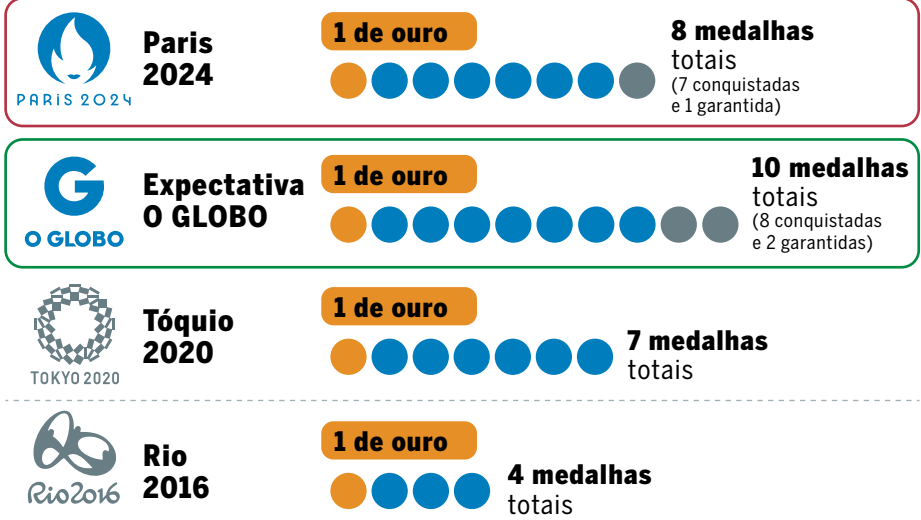 PARIS 2024
Paris
2024
1 de ouro
8 medalhas
totais
(7 conquistadas
e 1 garantida)
G
O GLOBO
Expectativa
O GLOBO
1 de ouro
10 medalhas
totais
(8 conquistadas
e 2 garantidas)
TOKYO 2020
Tóquio
2020
1 de ouro
7 medalhas
totais
Rio2016
Rio
2016
1 de ouro
4 medalhas
totais